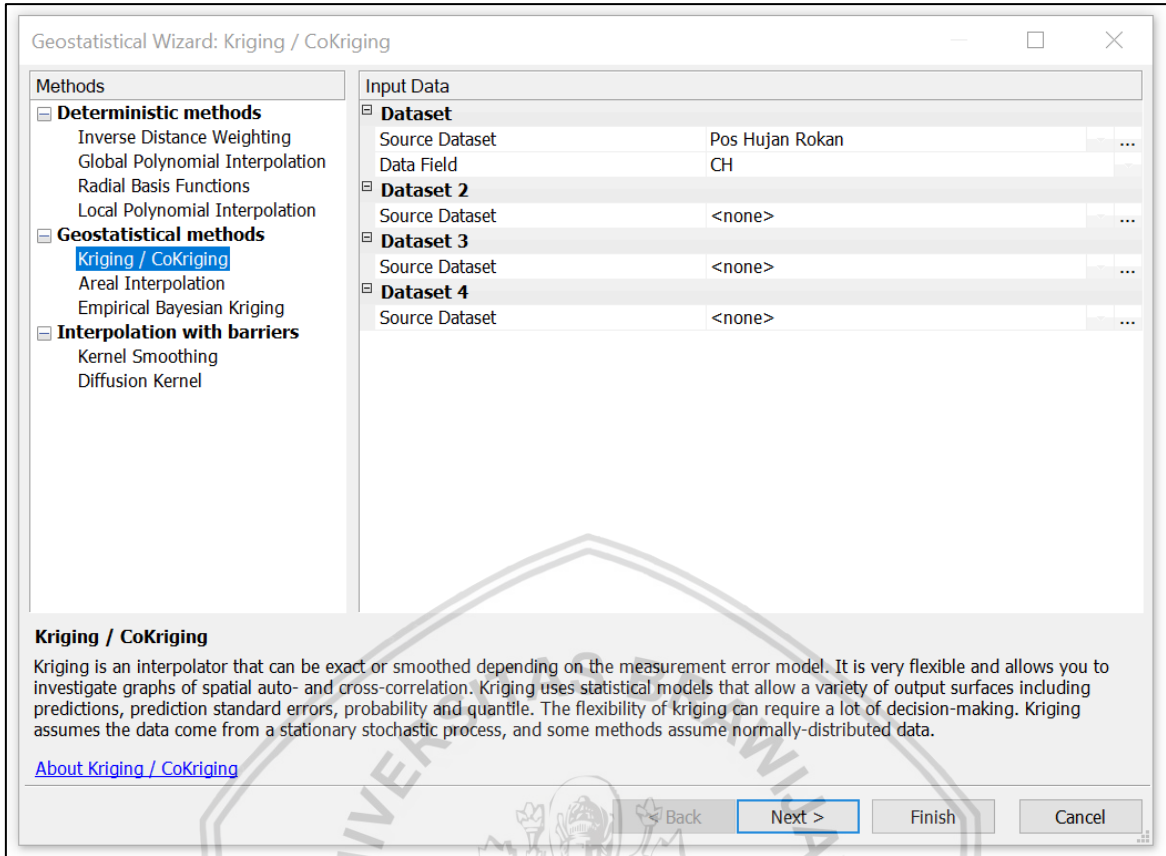 Geostatistical Wizard: Kriging / CoKriging
Methods
Deterministic methods
Inverse Distance Weighting
Global Polynomial Interpolation
Radial Basis Functions
Local Polynomial Interpolation
Geostatistical methods
Kriging / CoKriging
Areal Interpolation
Empirical Bayesian Kriging
Interpolation with barriers
Kernel Smoothing
Diffusion Kernel
Input Data
Dataset
Source Dataset Pos Hujan Rokan ...
Data Field CH
Dataset 2
Source Dataset <none> ...
Dataset 3
Source Dataset <none> ...
Dataset 4
Source Dataset <none> ...
Kriging / CoKriging
Kriging is an interpolator that can be exact or smoothed depending on the measurement error model. It is very flexible and allows you to
investigate graphs of spatial auto- and cross-correlation. Kriging uses statistical models that allow a variety of output surfaces including
predictions, prediction standard errors, probability and quantile. The flexibility of kriging can require a lot of decision-making. Kriging
assumes the data come from a stationary stochastic process, and some methods assume normally-distributed data.
About Kriging / CoKriging
< Back Next > Finish Cancel